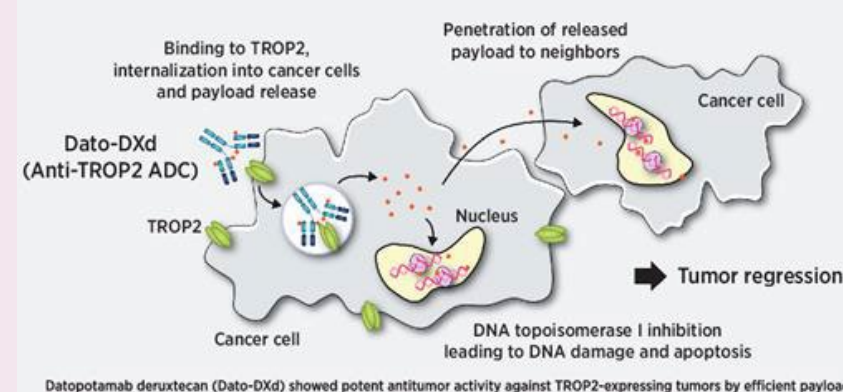 Binding to TROP2,
internalization into cancer cells
and payload release
Penetration of released
payload to neighbors
Cancer cell
Dato-DXd
(Anti-TROP2 ADC)
TROP2
Nucleus
Tumor regression
Cancer cell
DNA topoisomerase I inhibition
leading to DNA damage and apoptosis
Datopotamab deruxtecan (Dato-DXd) showed potent antitumor activity against TROP2-expressing tumors by efficient